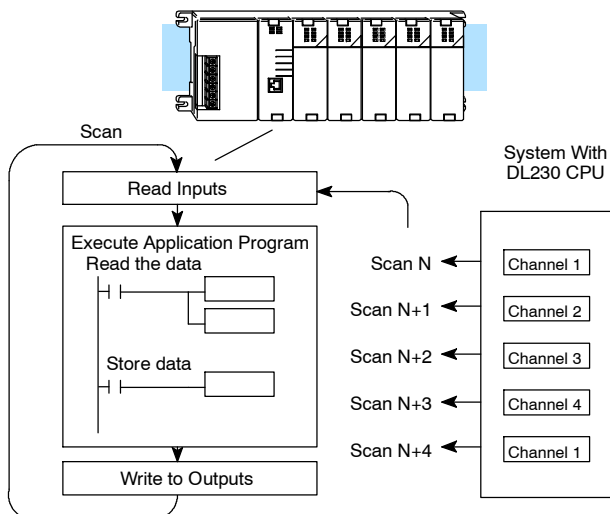 Scan
Read Inputs
Execute Application Program
Read the data
Store data
Write to Outputs
System With
DL230 CPU
Scan N
Channel 1
Scan N+1
Channel 2
Scan N+2
Channel 3
Scan N+3
Channel 4
Scan N+4
Channel 1